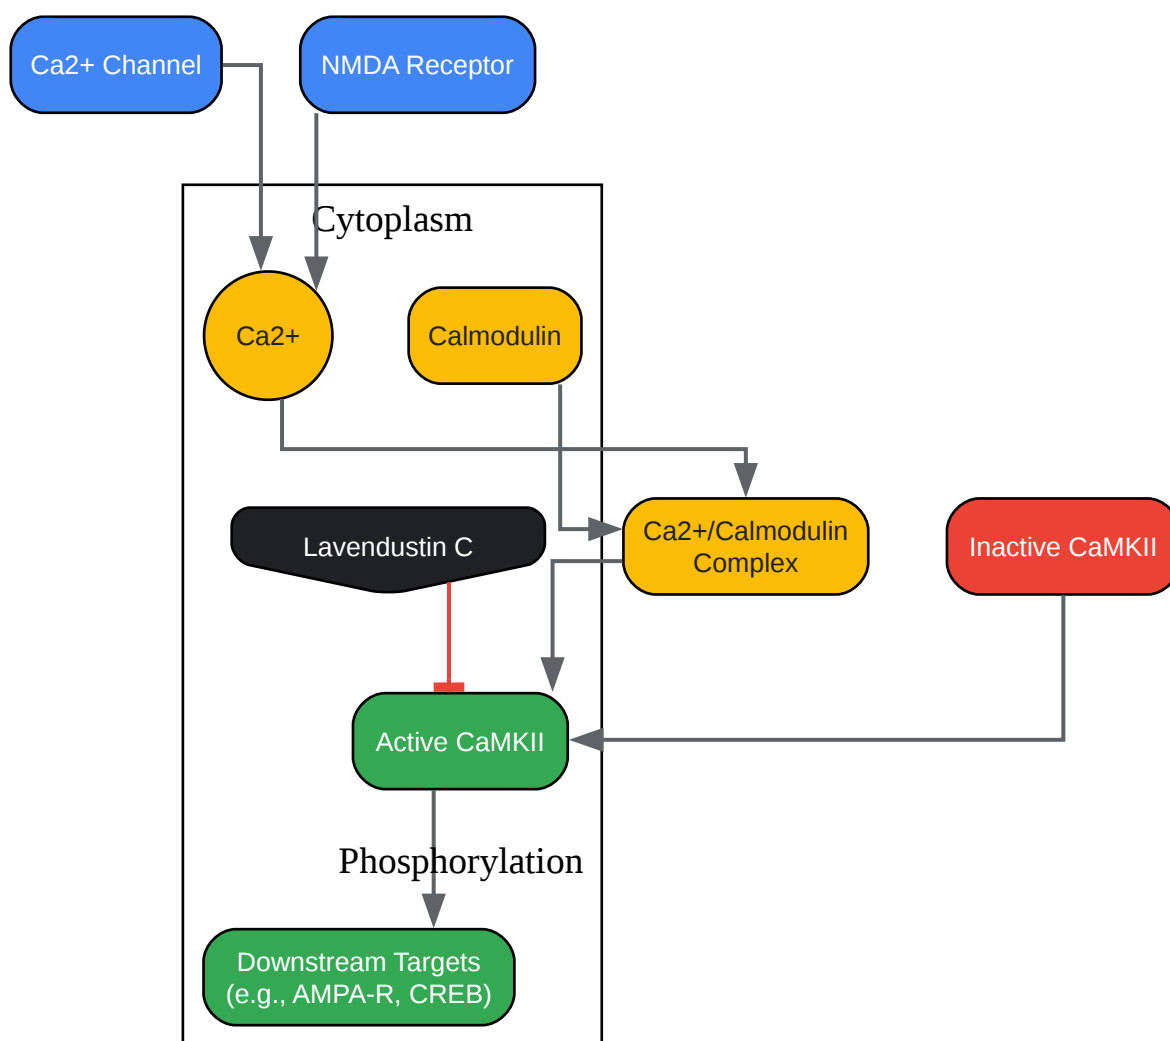 Ca2+ Channel
NMDA Receptor
Cytoplasm
Ca2+
Calmodulin
Lavendustin C
Ca2+/Calmodulin
Complex
Inactive CaMKII
Active CaMKII
Phosphorylation
Downstream Targets
(e.g., AMPA-R, CREB)